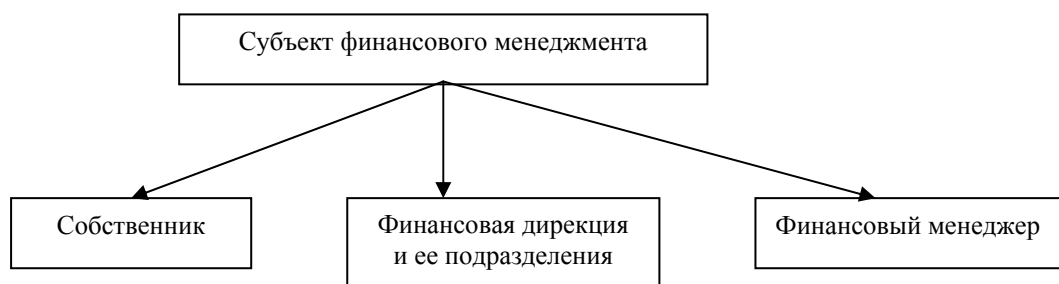 Субъект финансового менеджмента
Собственник
Финансовая дирекция
и ее подразделения
Финансовый менеджер